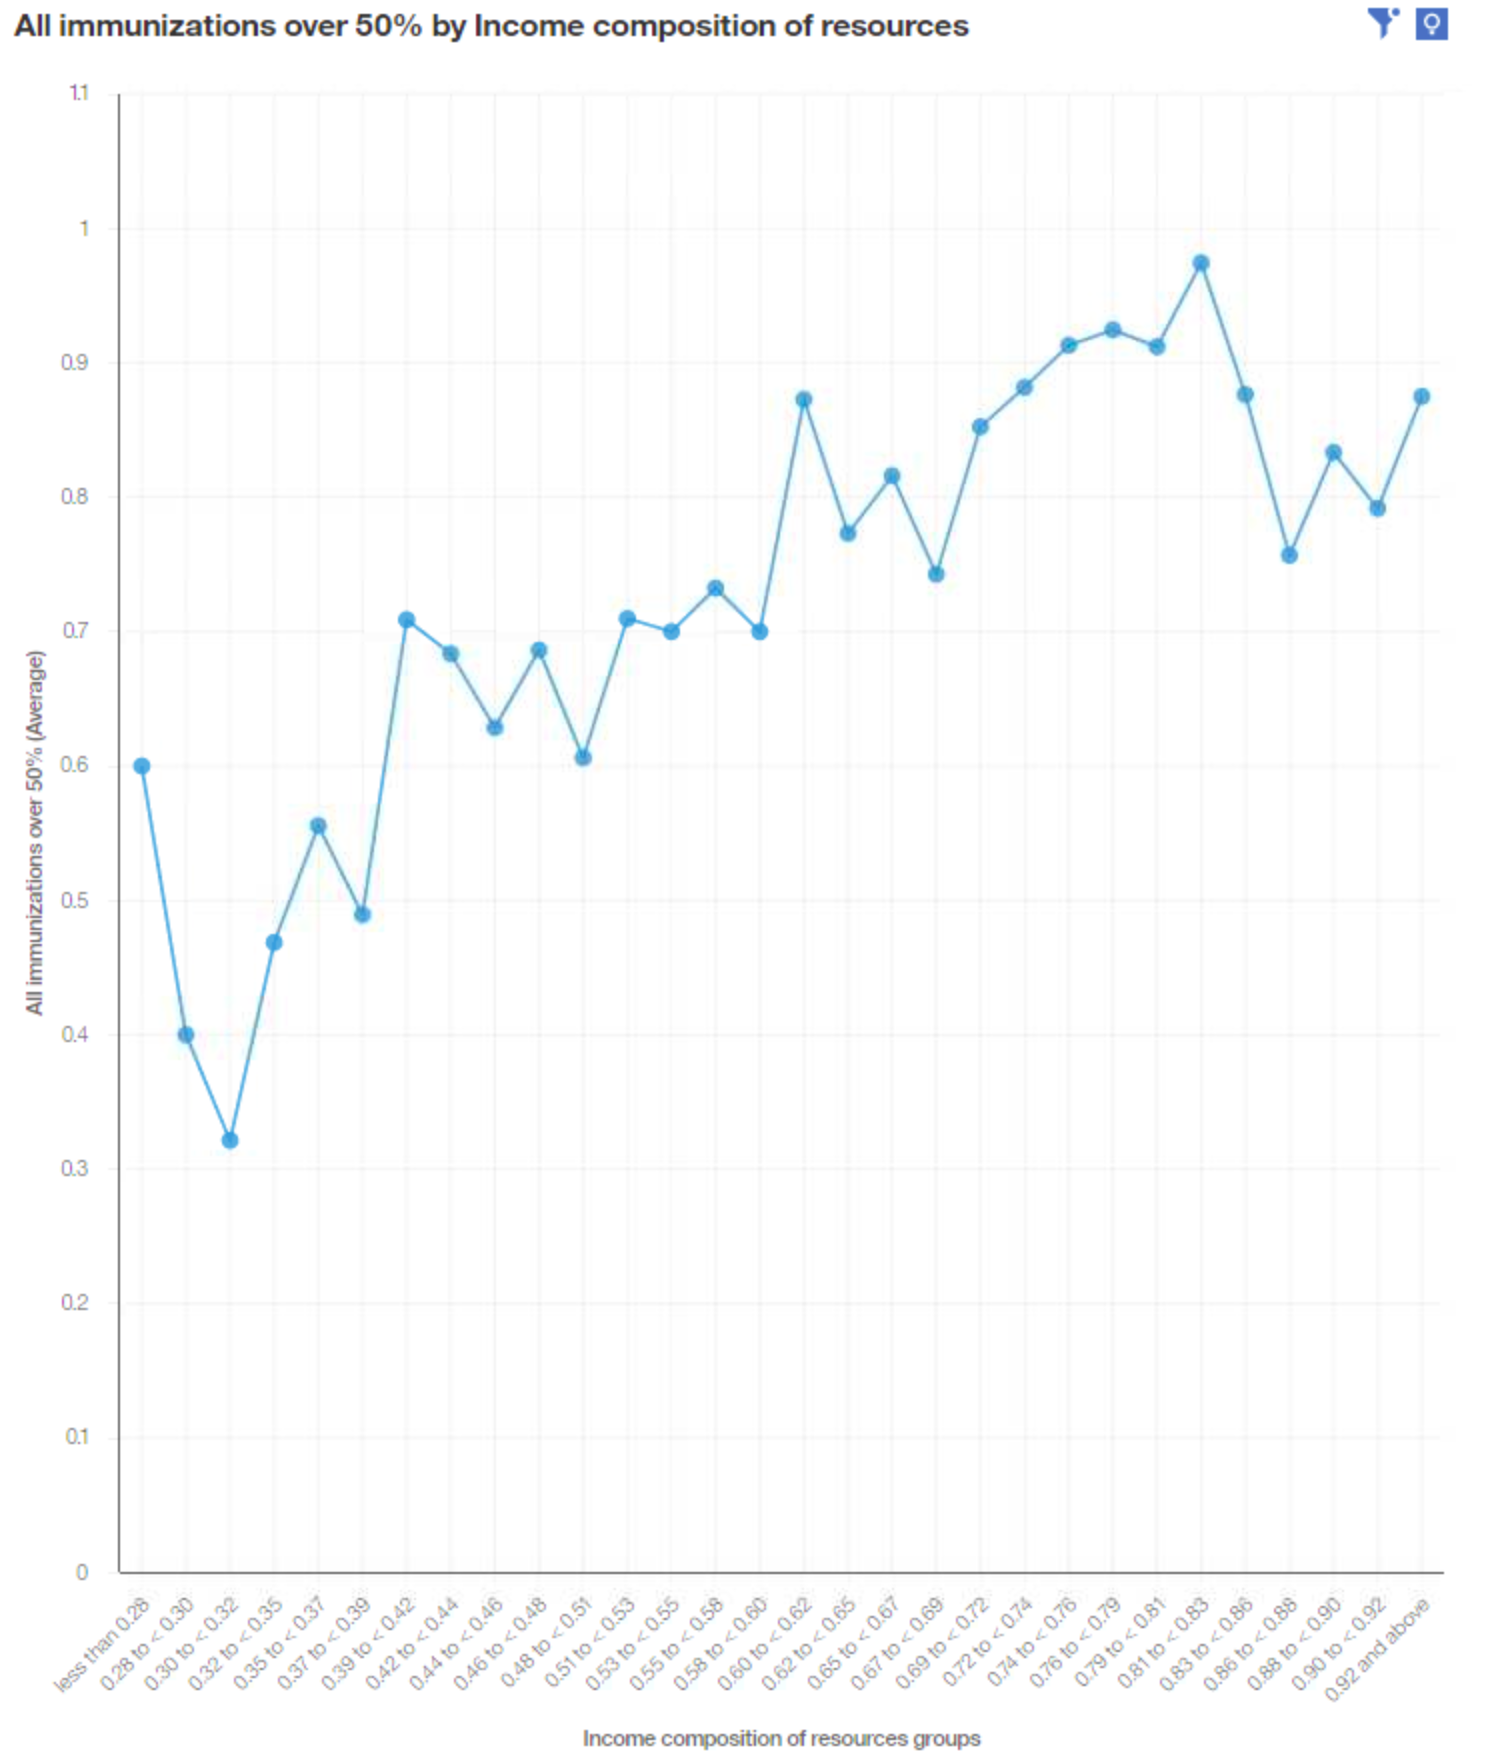 All immunizations over 50% by Income composition of resources
1.1
1
0.9
0.8
0.7
0.6
0.5
0.4
0.3
0.2
0.1
0
All immunizations over 50% (Average)
less than 0.28
0.28 to < 0.30
0.30 to < 0.32
0.32 to < 0.35
0.35 to < 0.37
0.37 to < 0.39
0.39 to < 0.42
0.42 to < 0.44
0.44 to < 0.46
0.46 to < 0.48
0.48 to < 0.51
0.51 to < 0.53
0.53 to < 0.55
0.55 to < 0.58
0.58 to < 0.60
0.60 to < 0.62
0.62 to < 0.65
0.65 to < 0.67
0.67 to < 0.69
0.69 to < 0.72
0.72 to < 0.74
0.74 to < 0.76
0.76 to < 0.79
0.79 to < 0.81
0.81 to < 0.83
0.83 to < 0.86
0.86 to < 0.88
0.88 to < 0.90
0.90 to < 0.92
0.92 and above
Income composition of resources groups